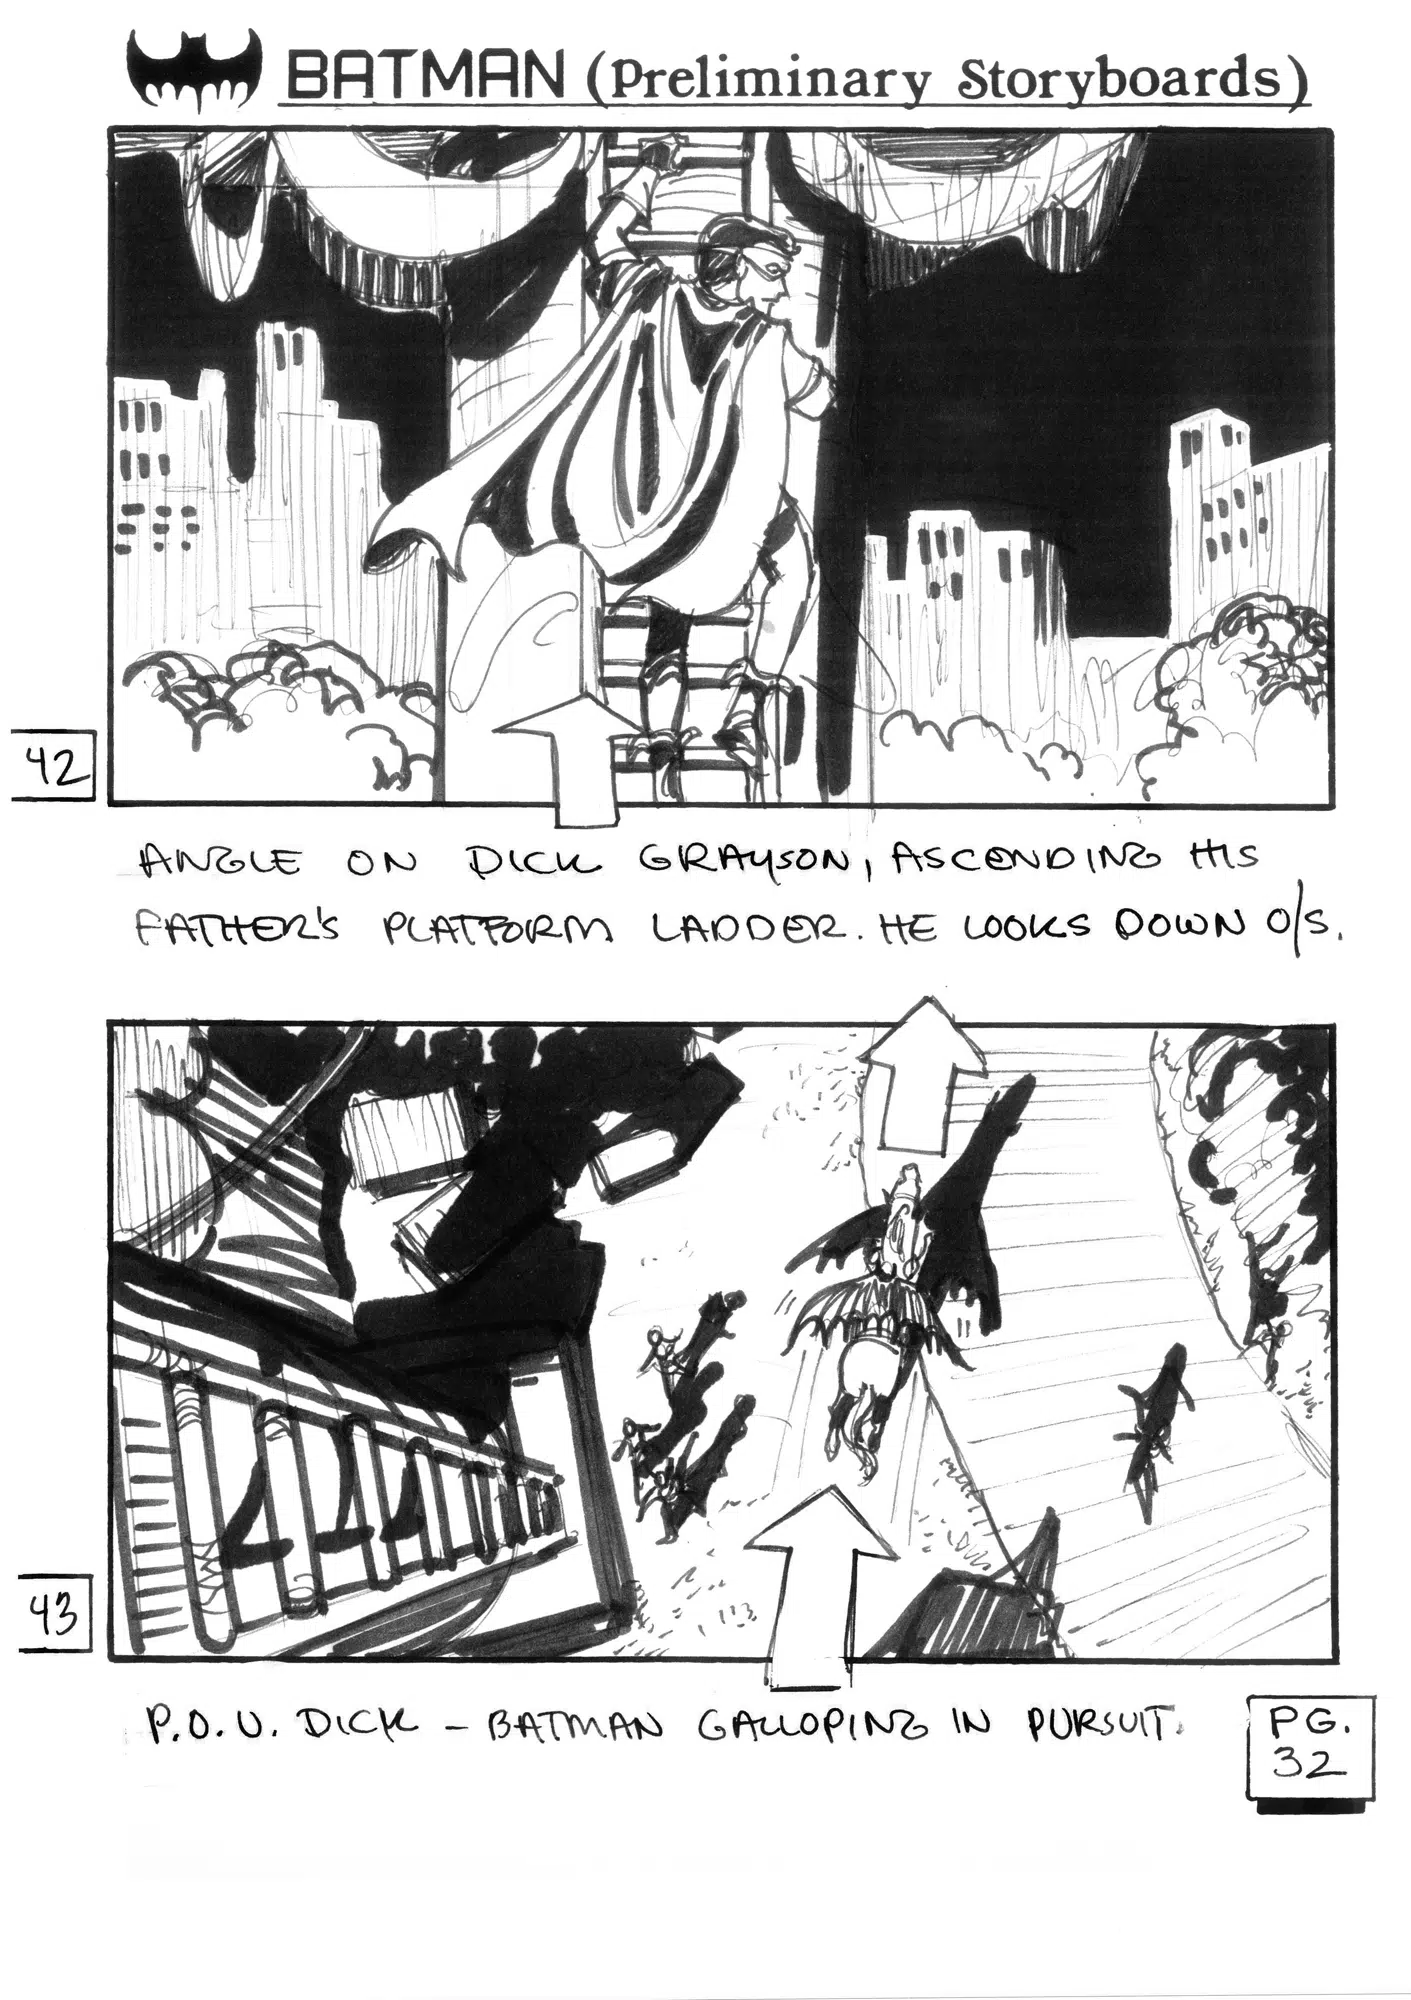 BATMAN (Preliminary Storyboards)
42
ANGLE ON DICK GRAYSON, ASCENDING HIS
FATHER'S PLATFORM LADDER. HE LOOKS DOWN O/S.
43
P.O.V. DICK – BATMAN GALLOPING IN PURSUIT.
PG.
32